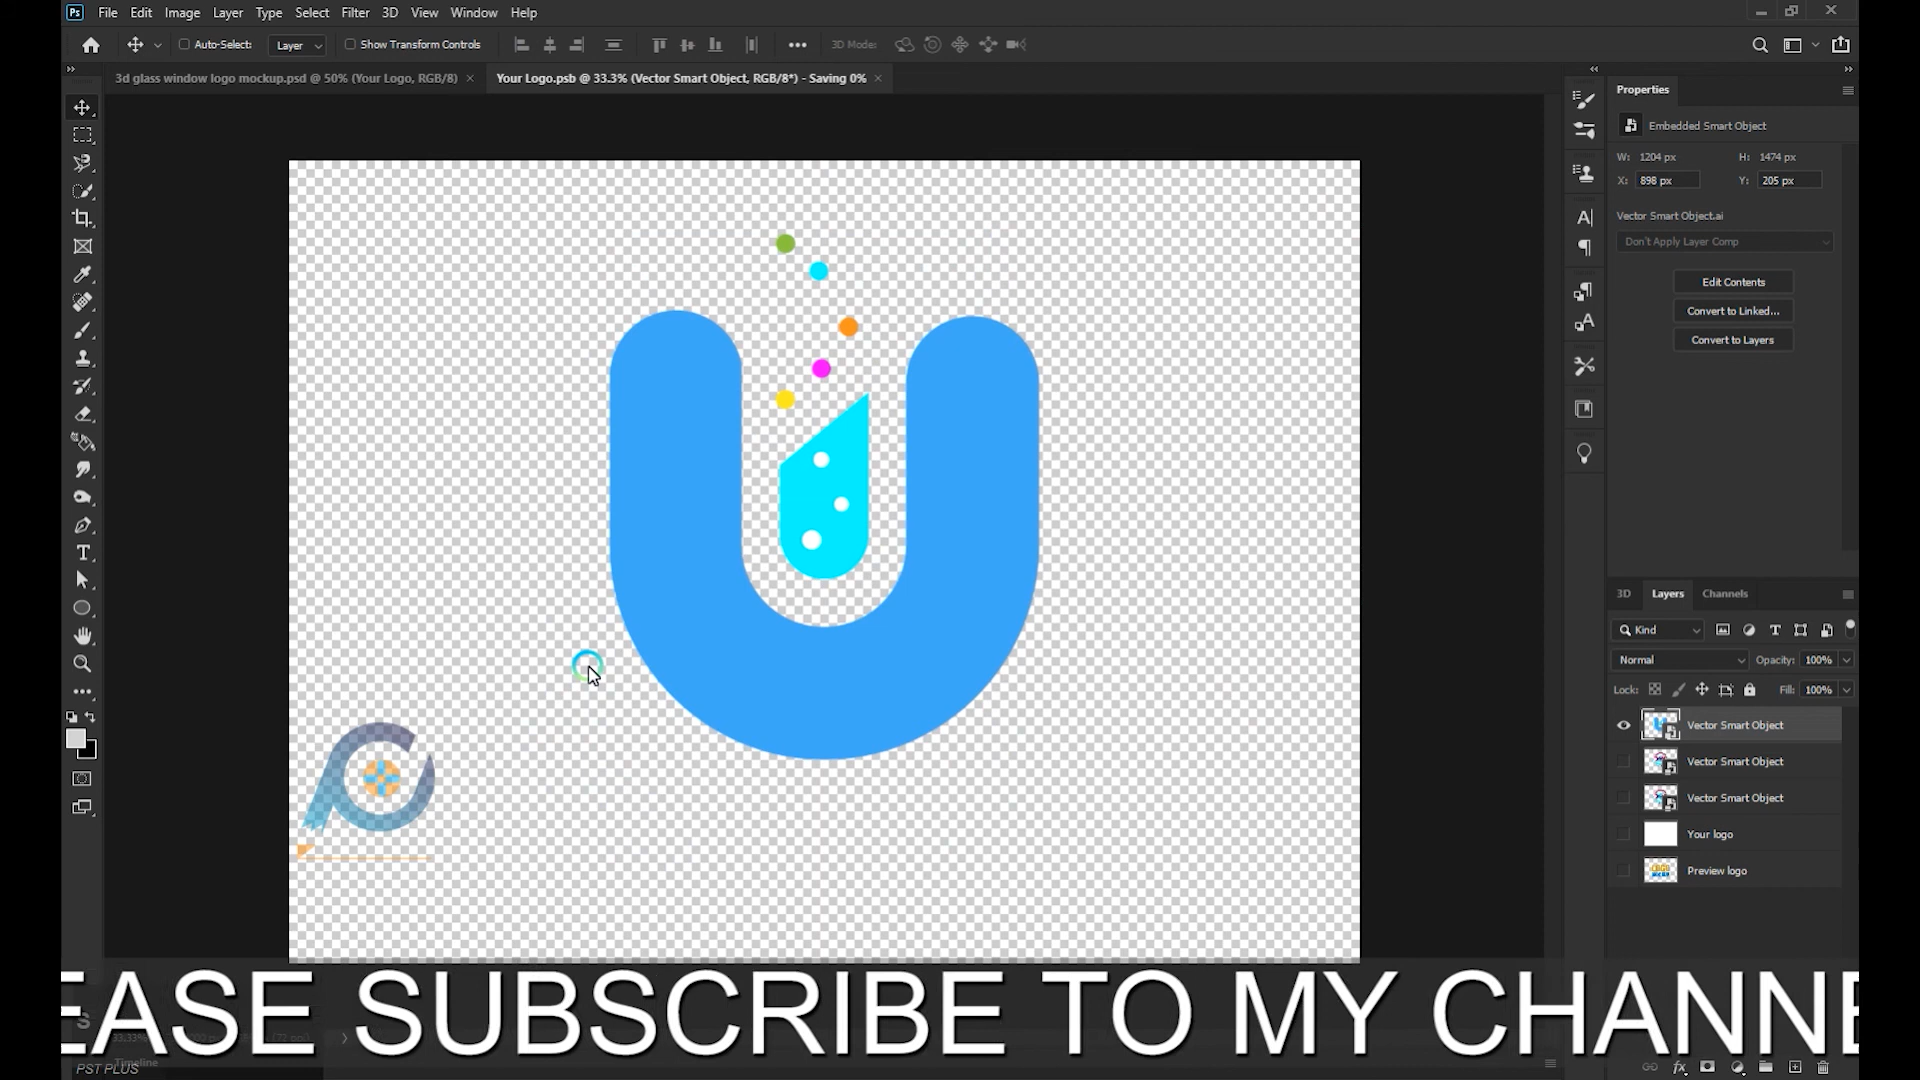 Ps File Edit Image Layer Type Select Filter 3D View Window Help
Auto-Select: Layer Show Transform Controls 3D Mode:
3d glass window logo mockup.psd @ 50% (Your Logo, RGB/8) × Your Logo.psb @ 33.3% (Vector Smart Object, RGB/8*) - Saving 0% ×
Properties
Embedded Smart Object
W: 1204 px H: 1474 px
X: 898 px Y: 205 px
Vector Smart Object.ai
Don't Apply Layer Comp
Edit Contents
Convert to Linked...
Convert to Layers
3D Layers Channels
Kind
Normal Opacity: 100%
Lock: Fill: 100%
Vector Smart Object
Vector Smart Object
Vector Smart Object
Your logo
Preview logo
EASE SUBSCRIBE TO MY CHANNE
33.33%
Timeline
PST PLUS